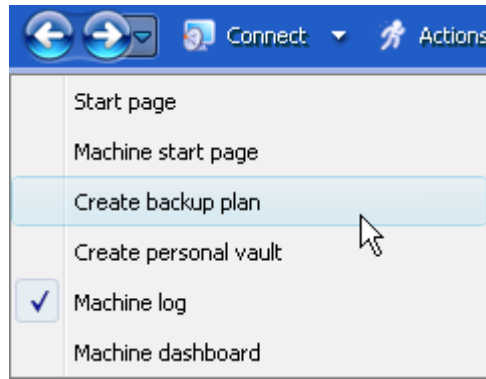 Connect Actions
Start page
Machine start page
Create backup plan
Create personal vault
Machine log
Machine dashboard